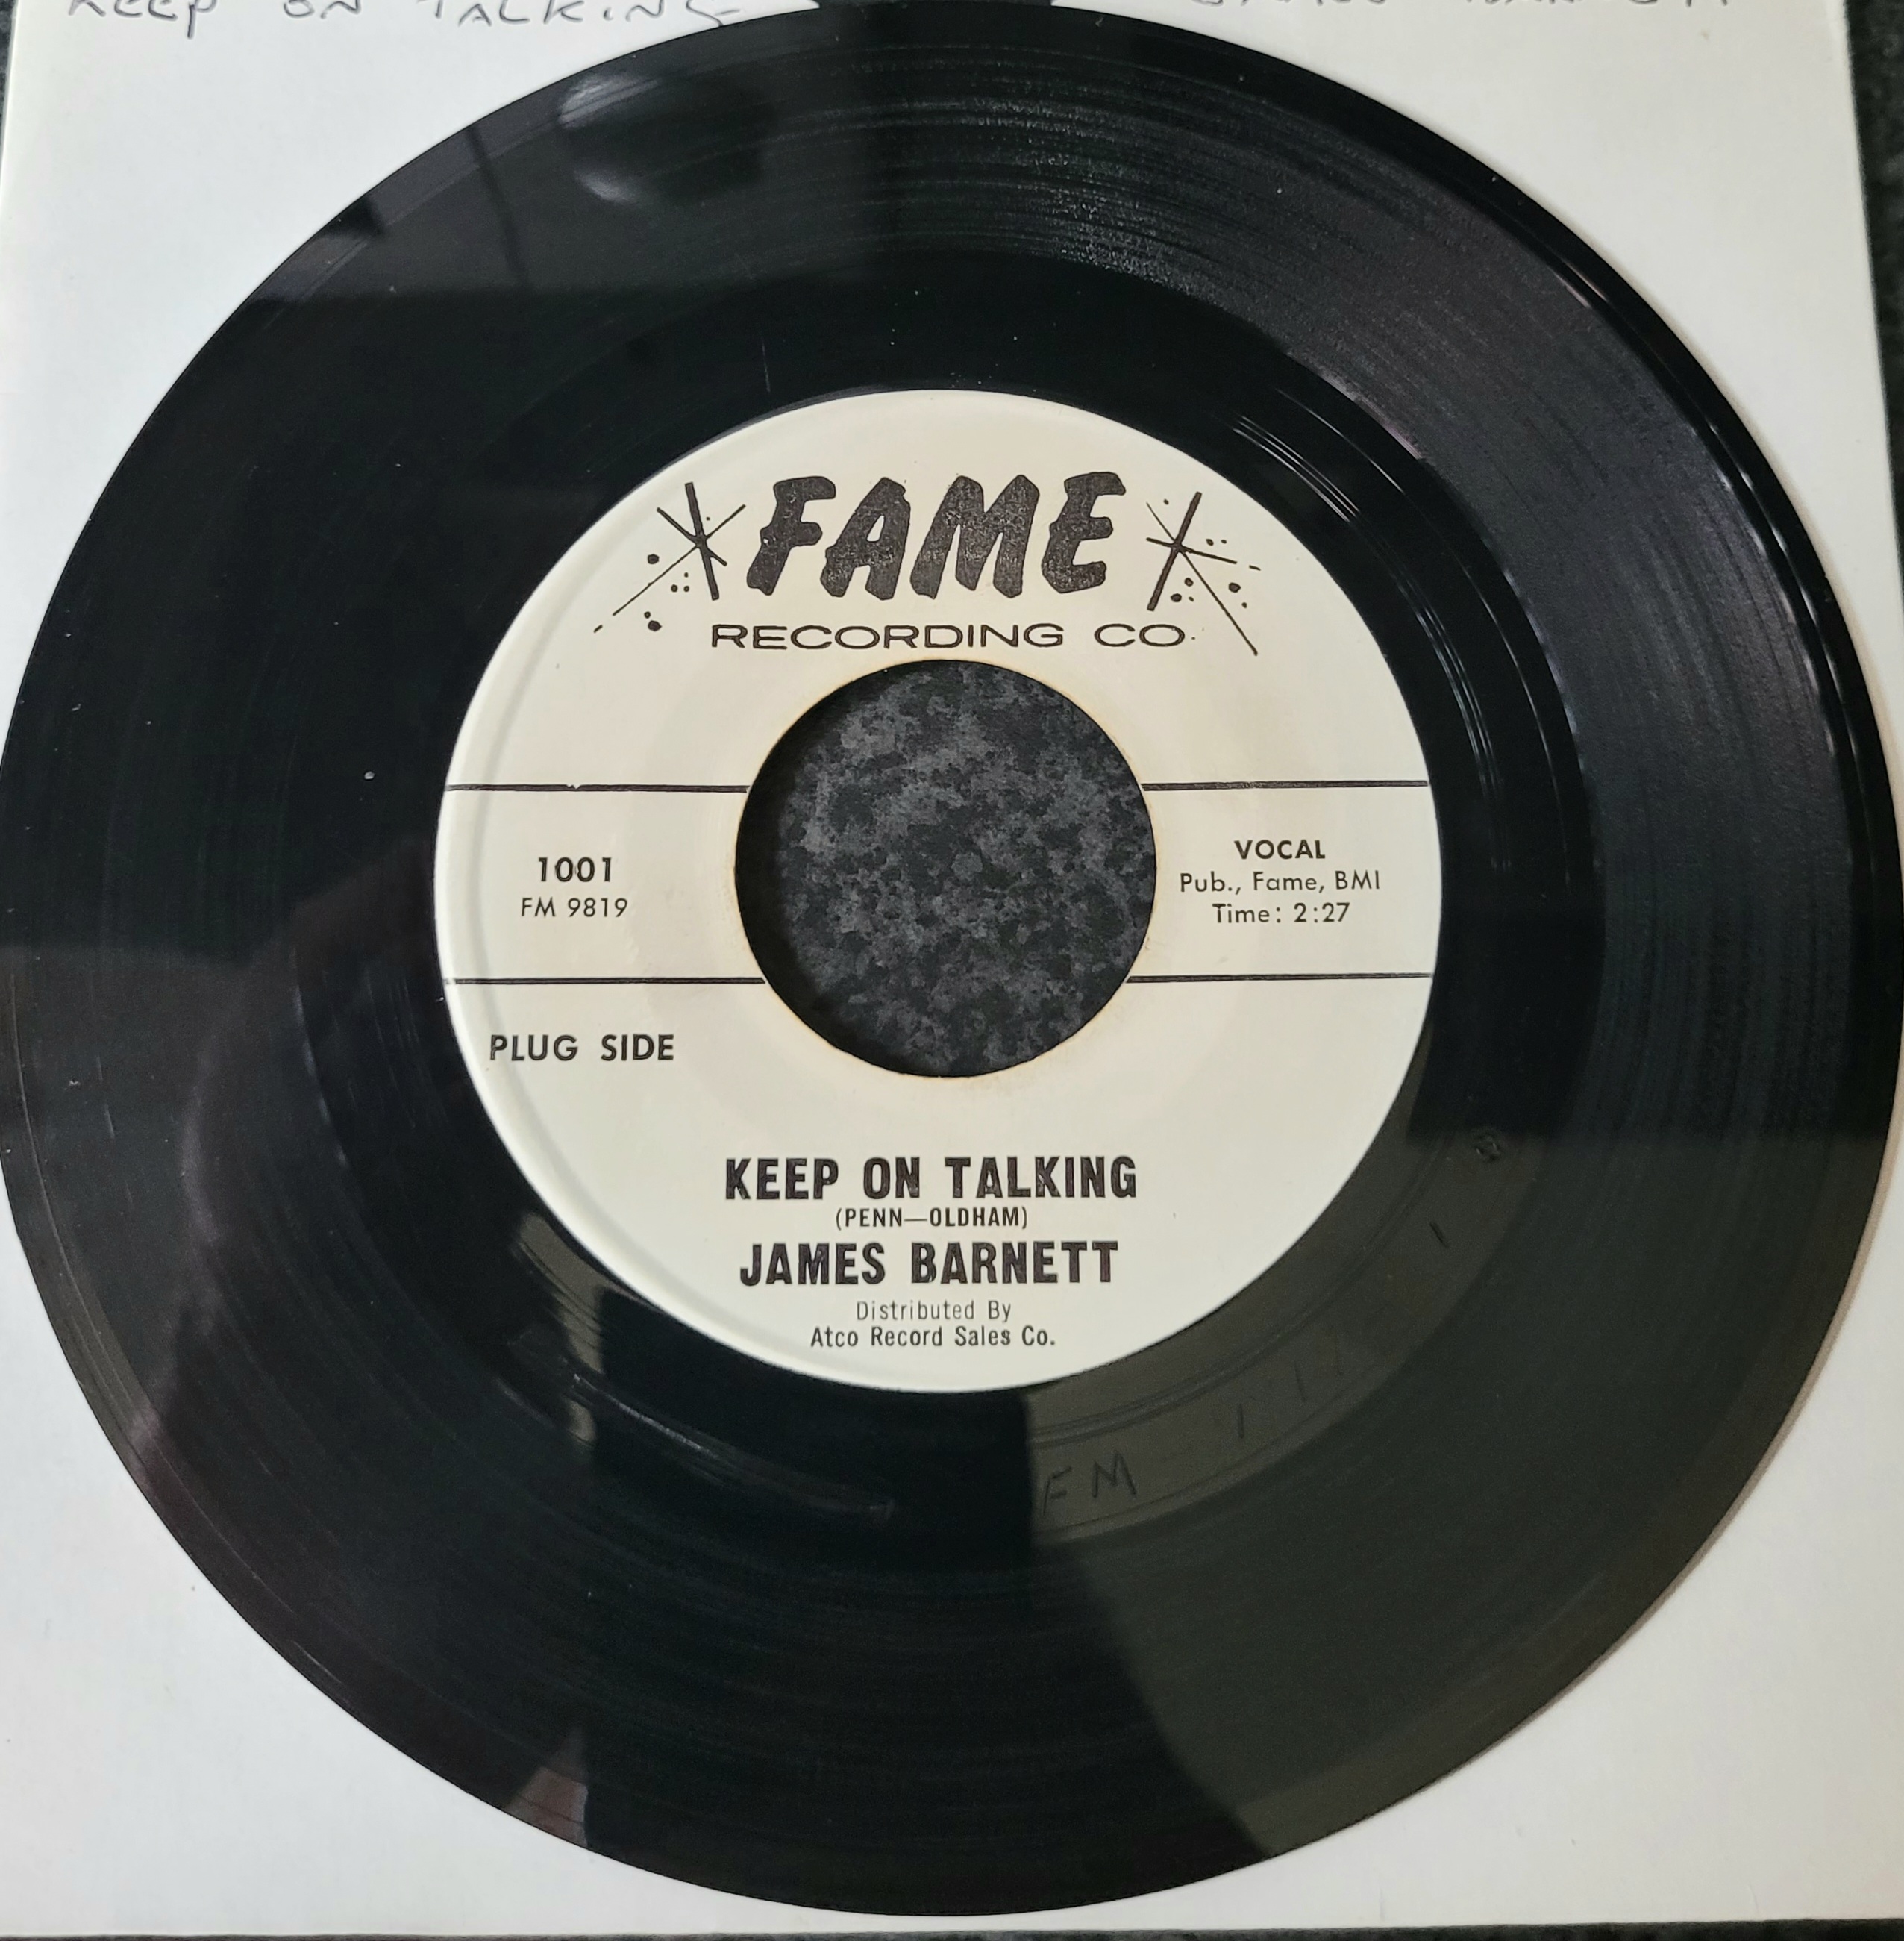 KEEP ON TALKING
FAME
RECORDING CO.
1001
FM 9819
VOCAL
Pub., Fame, BMI
Time: 2:27
PLUG SIDE
KEEP ON TALKING
(PENN—OLDHAM)
JAMES BARNETT
Distributed By
Atco Record Sales Co.
FM